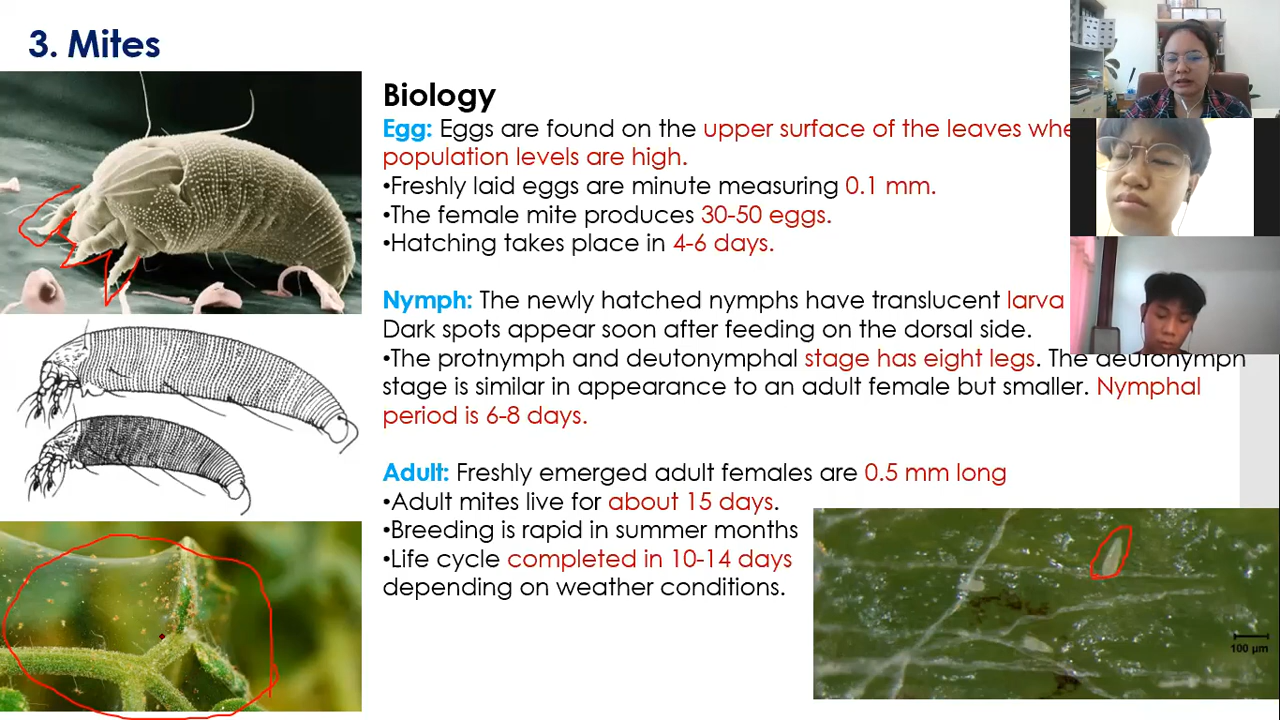 3. Mites
Biology
Egg: Eggs are found on the upper surface of the leaves
population levels are high.
•Freshly laid eggs are minute measuring 0.1 mm.
•The female mite produces 30-50 eggs.
•Hatching takes place in 4-6 days.
Nymph: The newly hatched nymphs have translucent larva
Dark spots appear soon after feeding on the dorsal side.
•The protnymph and deutonymphal stage has eight legs. The deutonymph
stage is similar in appearance to an adult female but smaller. Nymphal
period is 6-8 days.
Adult: Freshly emerged adult females are 0.5 mm long
•Adult mites live for about 15 days.
•Breeding is rapid in summer months
•Life cycle completed in 10-14 days
depending on weather conditions.
100 µm